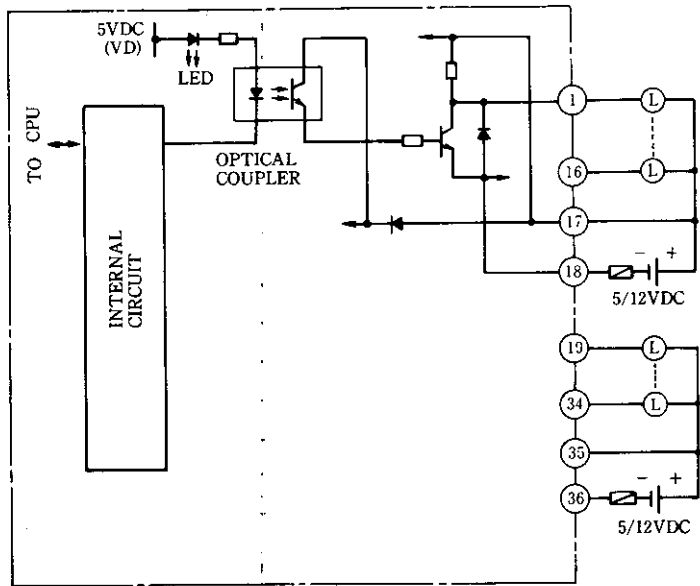 5VDC
(VD)
LED
TO CPU
OPTICAL
COUPLER
INTERNAL
CIRCUIT
1
L
16
L
17
18
- +
5/12VDC
19
L
34
L
35
36
- +
5/12VDC